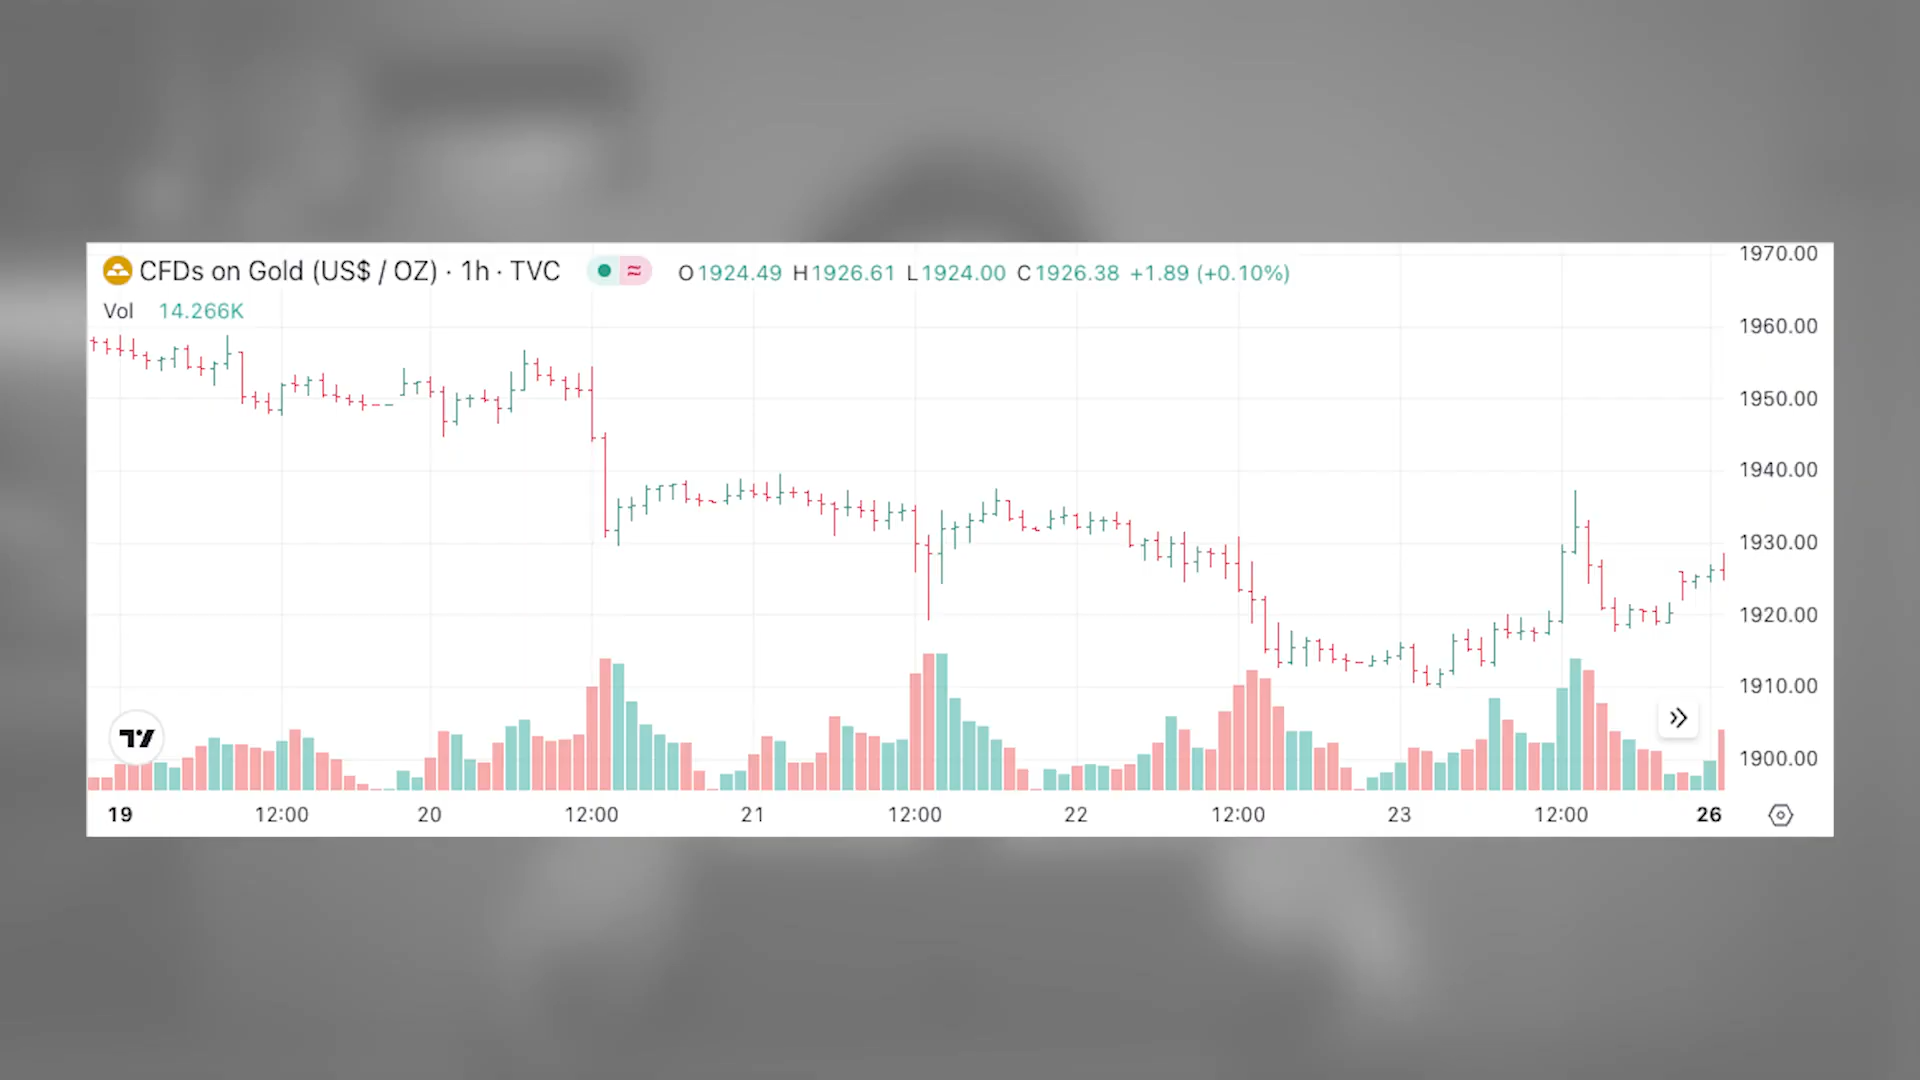 CFDs on Gold (US$ / OZ) · 1h · TVC ≈ O1924.49 H1926.61 L1924.00 C1926.38 +1.89 (+0.10%)
Vol 14.266K
1970.00
1960.00
1950.00
1940.00
1930.00
1920.00
1910.00
1900.00
19 12:00 20 12:00 21 12:00 22 12:00 23 12:00 26